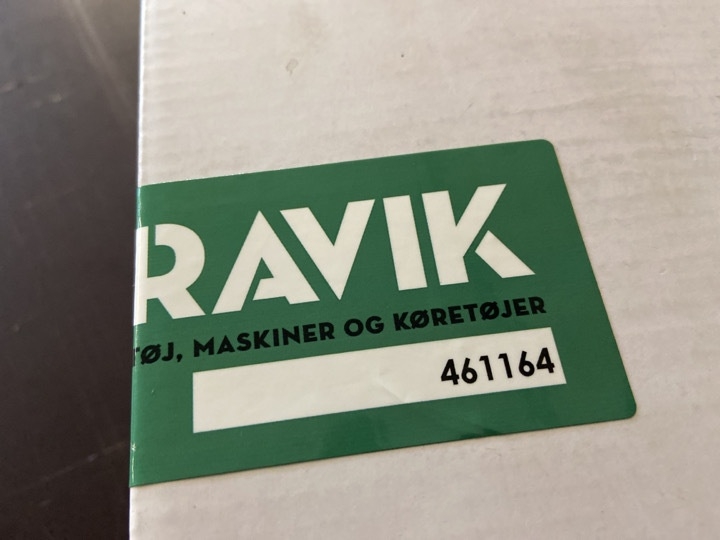 RAVIK
TØJ, MASKINER OG KØRETØJER
461164